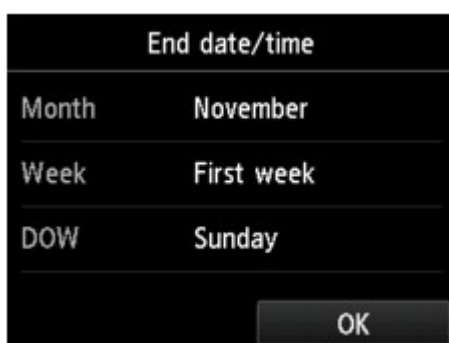 End date/time
Month November
Week First week
DOW Sunday
OK